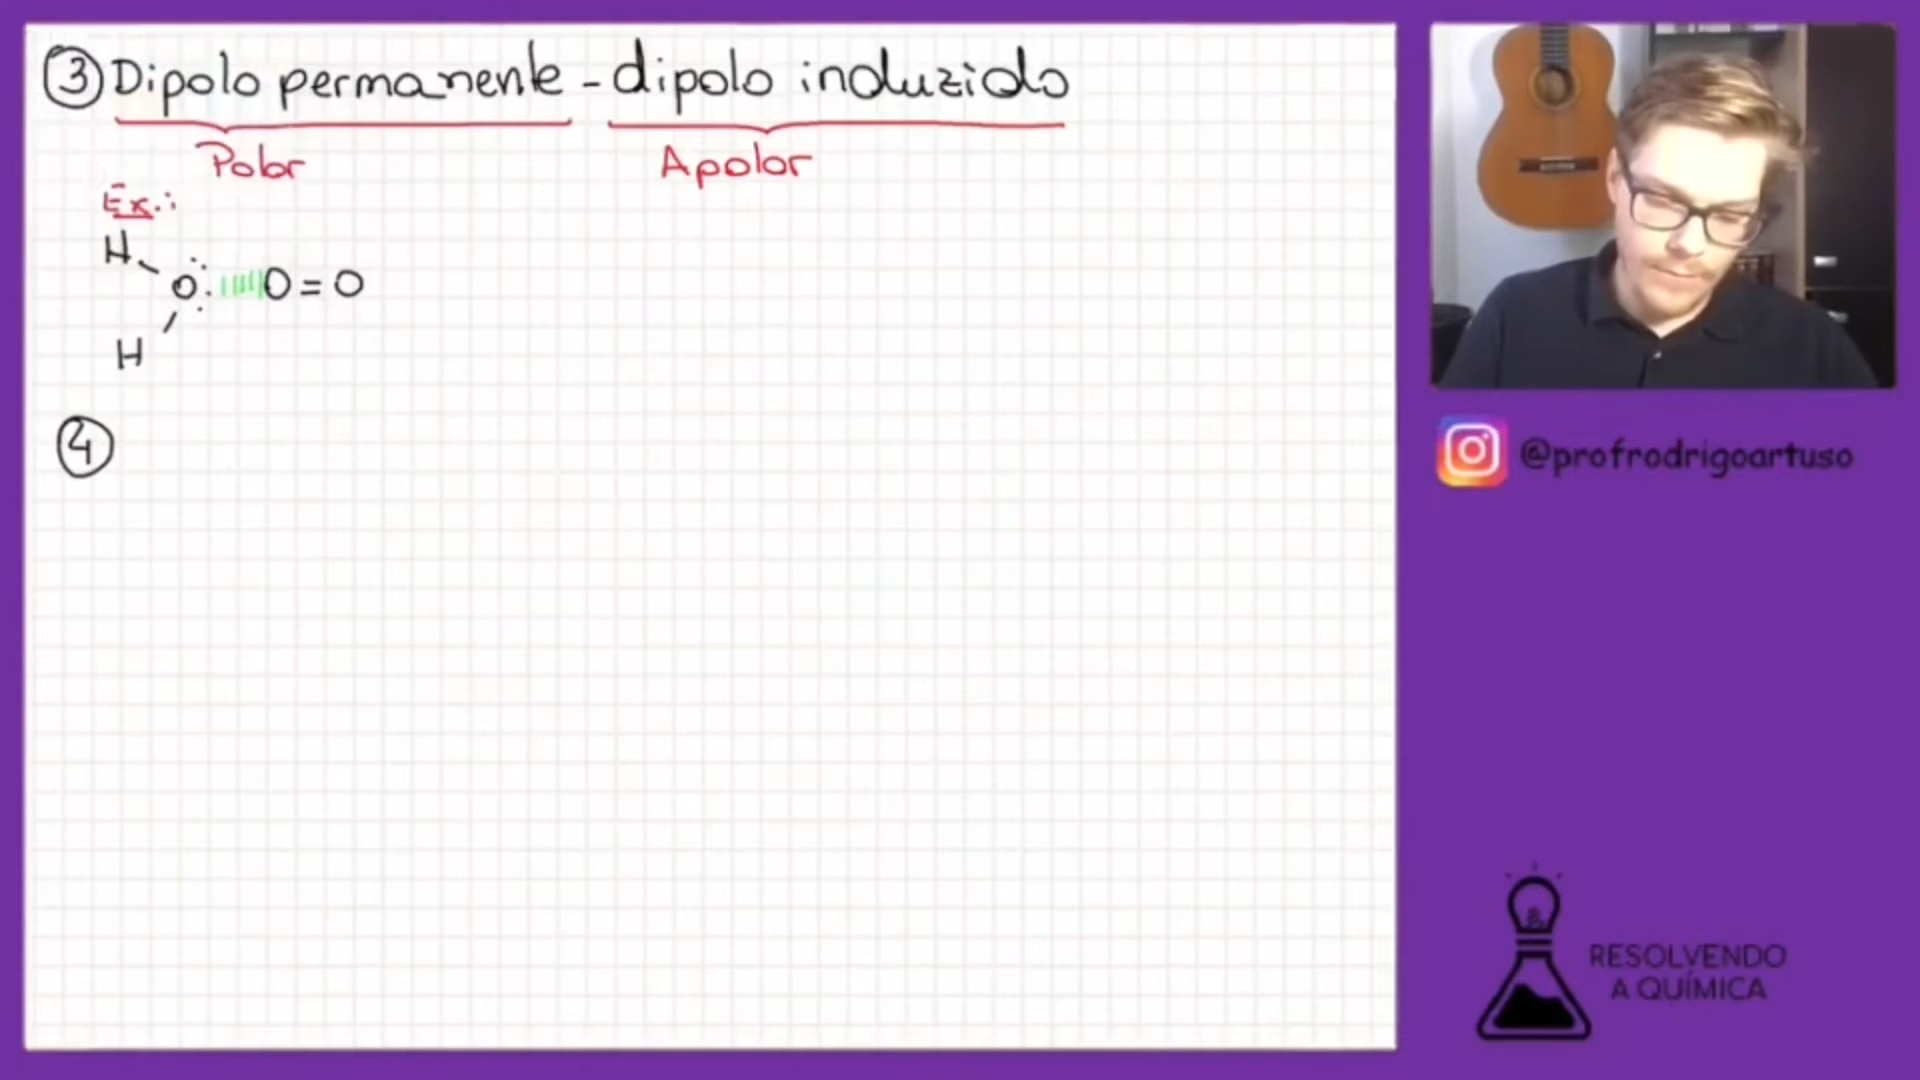 ③ Dipolo permanente - dipolo induzido
Polar Apolar
Ex.:
H
O O = O
H
④
@profrodrigoartuso
RESOLVENDO
A QUÍMICA